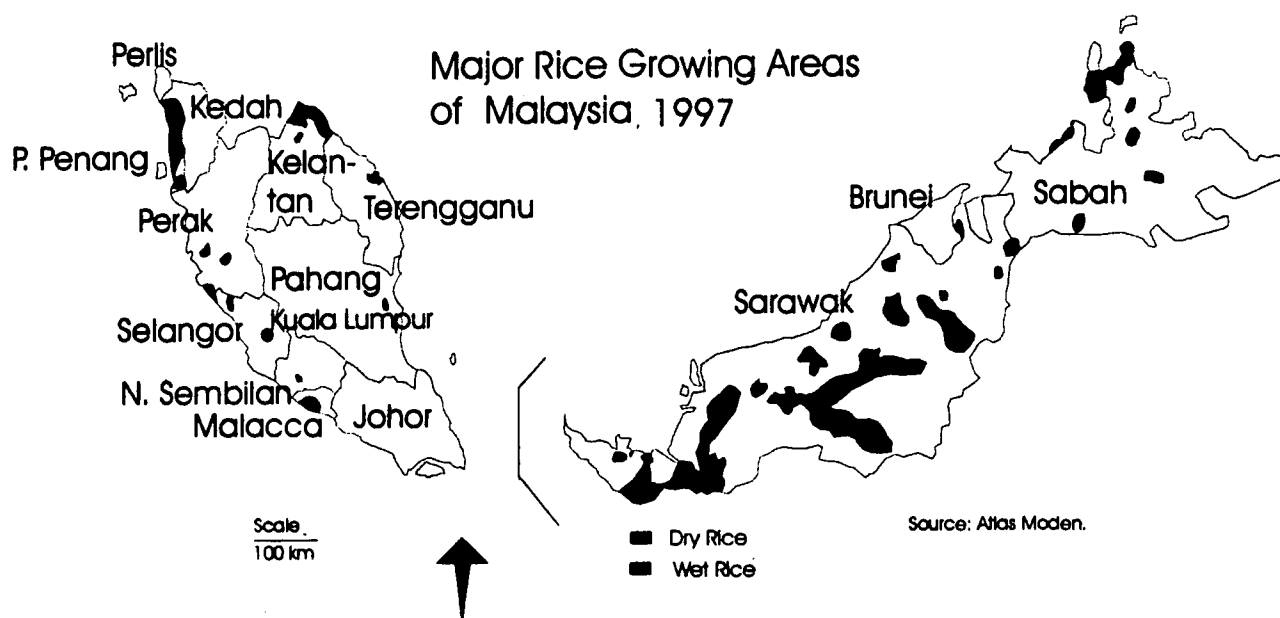 Major Rice Growing Areas
of Malaysia, 1997
Perlis
Kedah
P. Penang
Kelan-
tan
Terengganu
Perak
Pahang
Kuala Lumpur
Selangor
N. Sembilan
Malacca
Johor
Brunei
Sabah
Sarawak
Scale
100 km
Dry Rice
Wet Rice
Source: Atlas Moden.